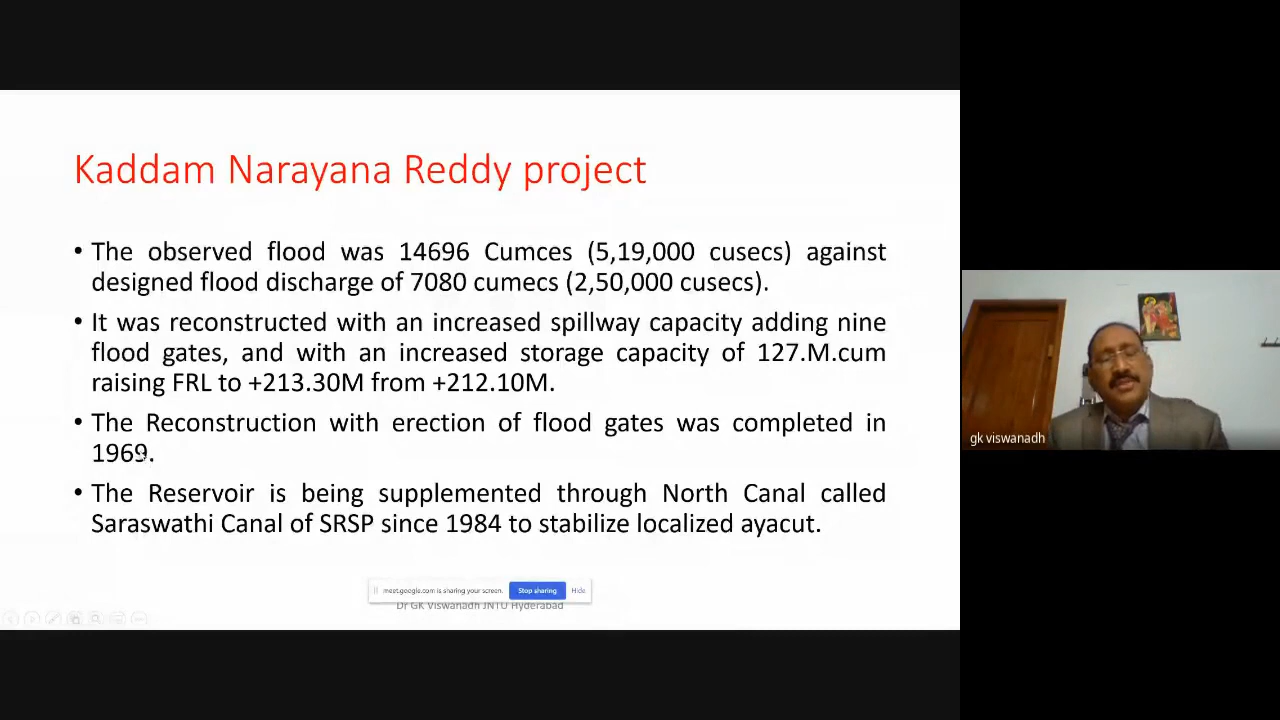 Kaddam Narayana Reddy project
• The observed flood was 14696 Cumces (5,19,000 cusecs) against
designed flood discharge of 7080 cumecs (2,50,000 cusecs).
• It was reconstructed with an increased spillway capacity adding nine
flood gates, and with an increased storage capacity of 127.M.cum
raising FRL to +213.30M from +212.10M.
• The Reconstruction with erection of flood gates was completed in
1969.
• The Reservoir is being supplemented through North Canal called
Saraswathi Canal of SRSP since 1984 to stabilize localized ayacut.
meet.google.com is sharing your screen. Stop sharing Hide
Dr GK Viswanadh JNTU Hyderabad
gk viswanadh